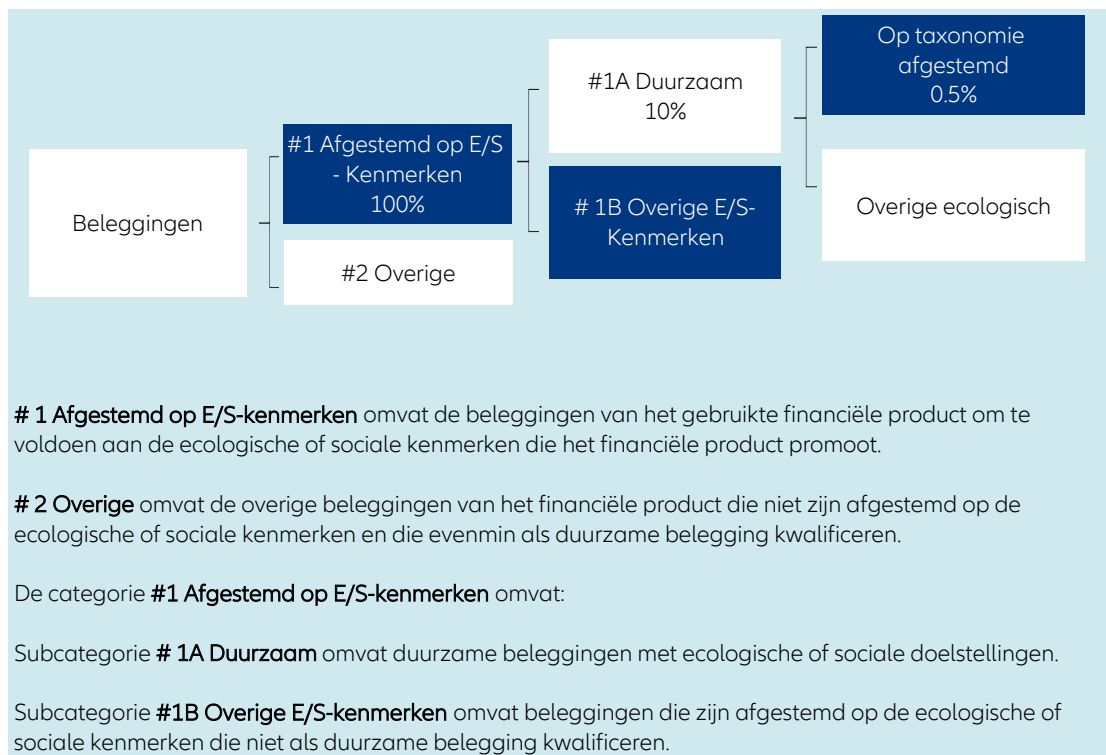 Beleggingen
#1 Afgestemd op E/S
- Kenmerken
100%
#2 Overige
#1A Duurzaam
10%
# 1B Overige E/S-
Kenmerken
Op taxonomie
afgestemd
0.5%
Overige ecologisch
# 1 Afgestemd op E/S-kenmerken omvat de beleggingen van het gebruikte financiële product om te
voldoen aan de ecologische of sociale kenmerken die het financiële product promoot.
# 2 Overige omvat de overige beleggingen van het financiële product die niet zijn afgestemd op de
ecologische of sociale kenmerken en die evenmin als duurzame belegging kwalificeren.
De categorie #1 Afgestemd op E/S-kenmerken omvat:
Subcategorie # 1A Duurzaam omvat duurzame beleggingen met ecologische of sociale doelstellingen.
Subcategorie #1B Overige E/S-kenmerken omvat beleggingen die zijn afgestemd op de ecologische of
sociale kenmerken die niet als duurzame belegging kwalificeren.